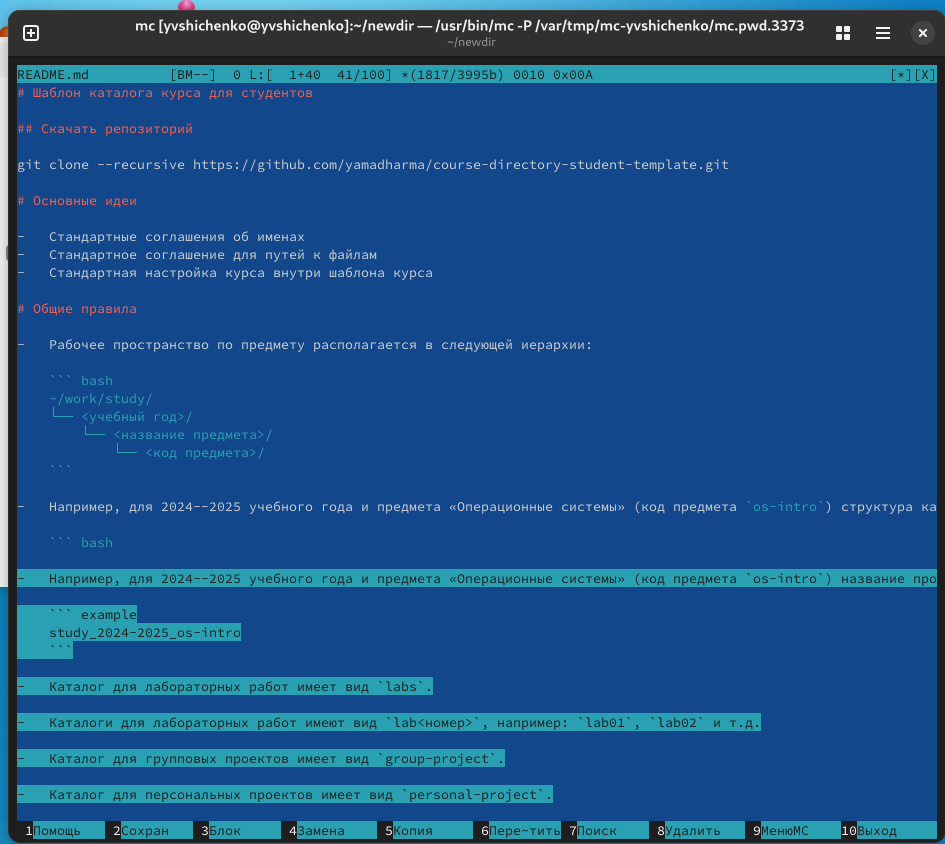 mc [yvshichenko@yvshichenko]:~/newdir — /usr/bin/mc -P /var/tmp/mc-yvshichenko/mc.pwd.3373
~/newdir
README.md [BM--] 0 L:[ 1+40 41/100] *(1817/3995b) 0010 0x00A [*][X]
# Шаблон каталога курса для студентов
## Скачать репозиторий
git clone --recursive https://github.com/yamadharma/course-directory-student-template.git
# Основные идеи
- Стандартные соглашения об именах
- Стандартное соглашение для путей к файлам
- Стандартная настройка курса внутри шаблона курса
# Общие правила
- Рабочее пространство по предмету располагается в следующей иерархии:
``` bash
~/work/study/
└── <учебный год>/
└── <название предмета>/
└── <код предмета>/
```
- Например, для 2024--2025 учебного года и предмета «Операционные системы» (код предмета `os-intro`) структура ка
``` bash
- Например, для 2024--2025 учебного года и предмета «Операционные системы» (код предмета `os-intro`) название про
``` example
study_2024-2025_os-intro
```
- Каталог для лабораторных работ имеет вид `labs`.
- Каталоги для лабораторных работ имеют вид `lab<номер>`, например: `lab01`, `lab02` и т.д.
- Каталог для групповых проектов имеет вид `group-project`.
- Каталог для персональных проектов имеет вид `personal-project`.
1Помощь 2Сохран 3Блок 4Замена 5Копия 6Пере~тить 7Поиск 8Удалить 9МенюMC 10Выход